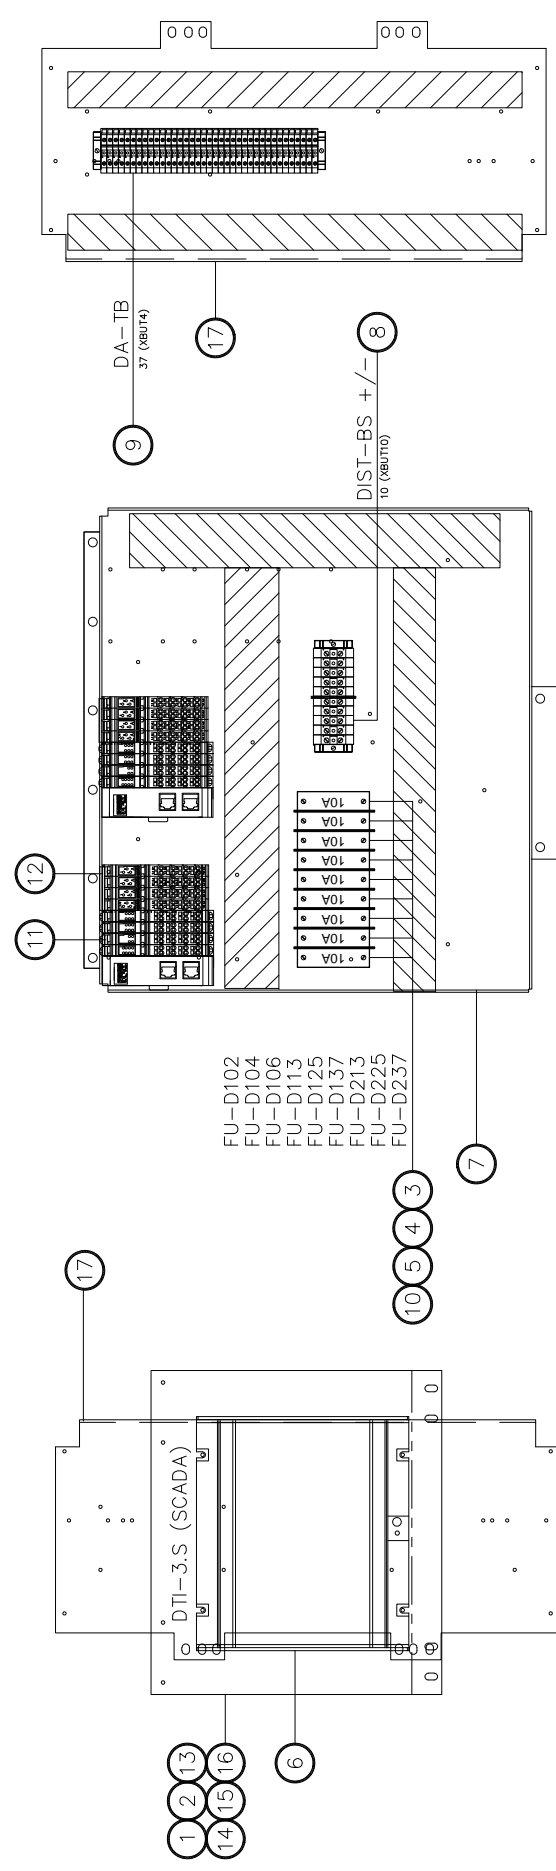 17
DA-TB
37 (XBUT4)
9
DIST-BS +/-
10 (XBUT10)
8
12
11
10A
10A
10A
10A
10A
10A
10A
10A
10A
FU-D102
FU-D104
FU-D106
FU-D113
FU-D125
FU-D137
FU-D213
FU-D225
FU-D237
10 5 4 3
7
17
DTI-3.S (SCADA)
1 2 13
14 15 16
6